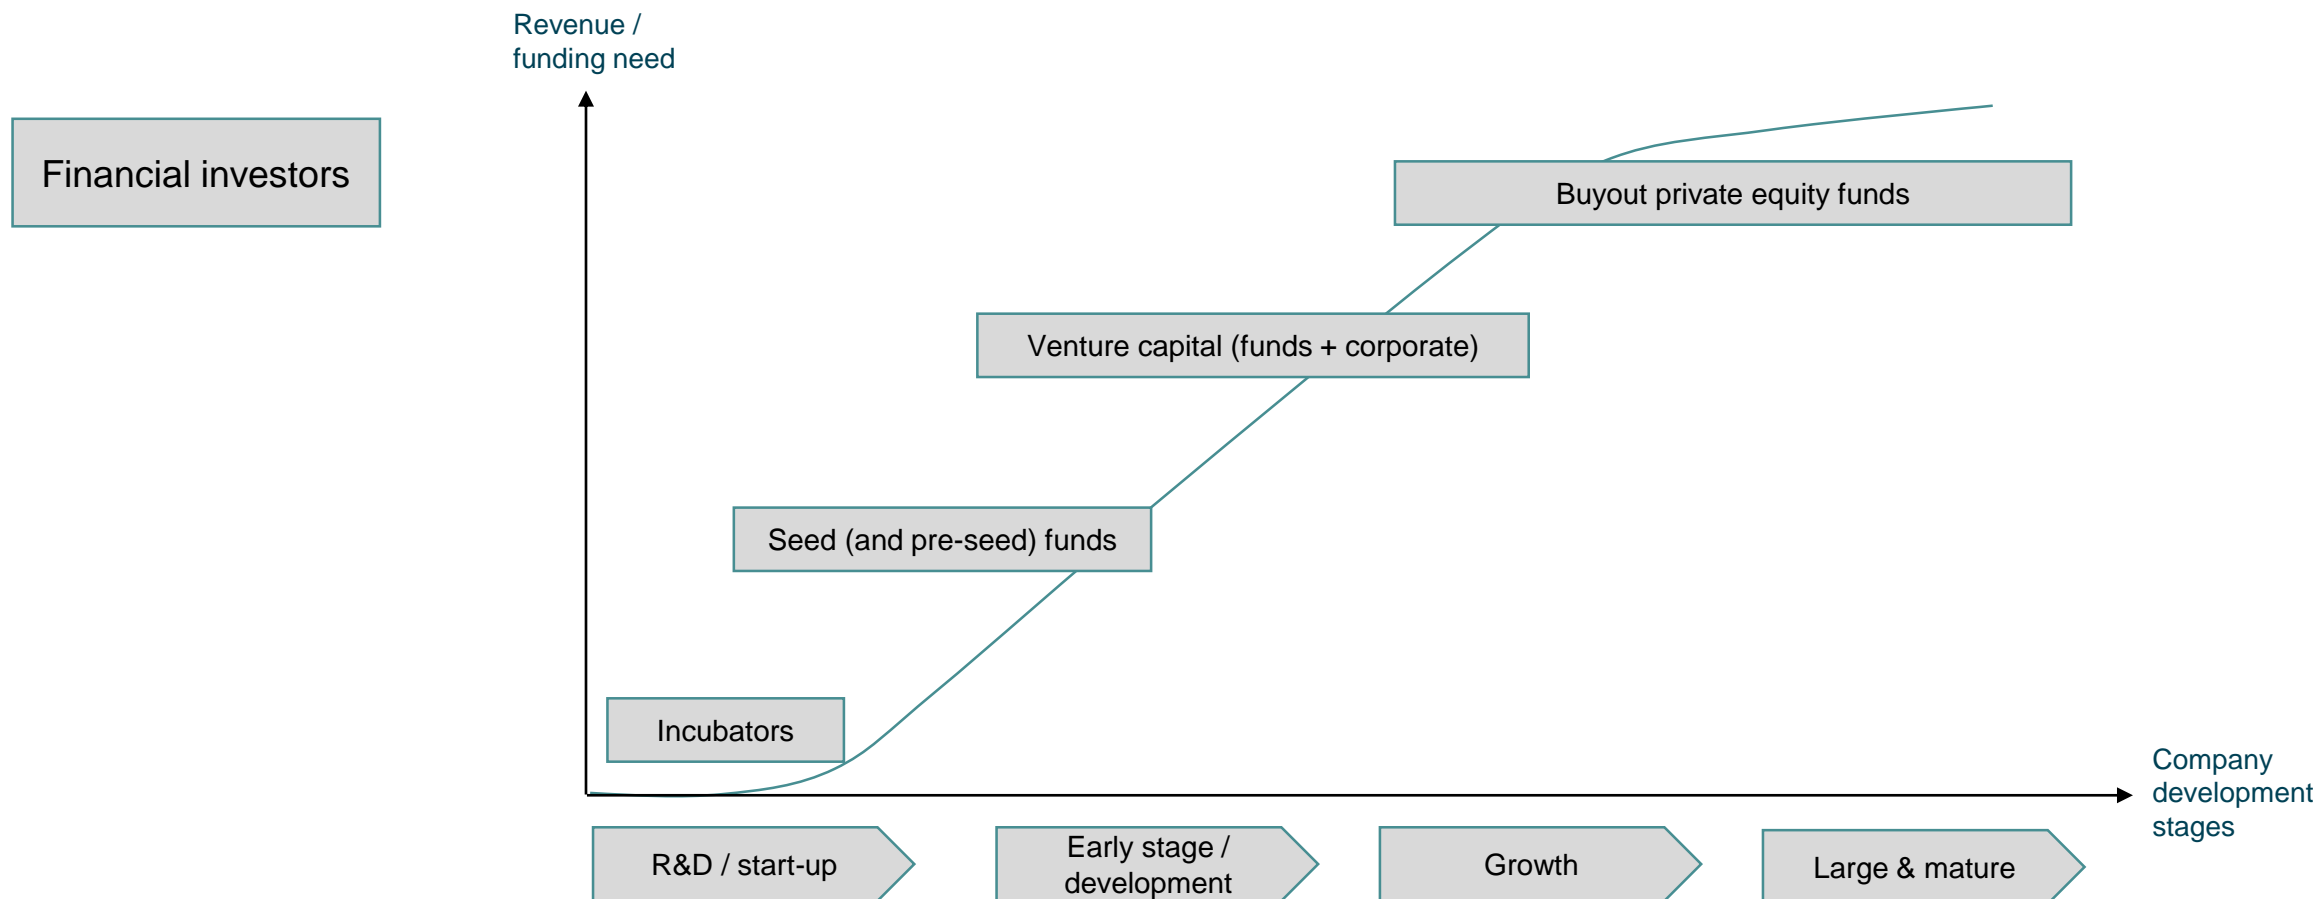 Revenue /
funding need
Financial investors
Buyout private equity funds
Venture capital (funds + corporate)
Seed (and pre-seed) funds
Incubators
Company
development
stages
R&D / start-up
Early stage /
development
Growth
Large & mature